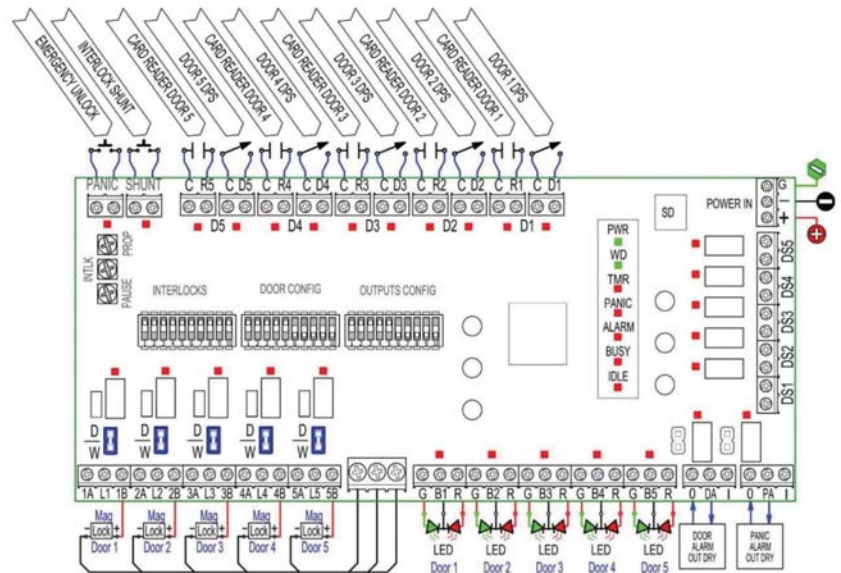 EMERGENCY UNLOCK
INTERLOCK SHUNT
CARD READER DOOR 5
DOOR 5 DPS
CARD READER DOOR 4
DOOR 4 DPS
CARD READER DOOR 3
DOOR 3 DPS
CARD READER DOOR 2
DOOR 2 DPS
CARD READER DOOR 1
DOOR 1 DPS
PANIC SHUNT C R5 C D5 C R4 C D4 C R3 C D3 C R2 C D2 C R1 C D1
D5 D4 D3 D2 D1
POWER IN G − +
SD
INTLK PROP PAUSE
PWR
WD
TMR
PANIC
ALARM
BUSY
IDLE
DS5
DS4
DS3
DS2
DS1
INTERLOCKS DOOR CONFIG OUTPUTS CONFIG
D D D D D
W W W W W
1A L1 1B 2A L2 2B 3A L3 3B 4A L4 4B 5A L5 5B
G B1 R G B2 R G B3 R G B4 R G B5 R O DA I O PA I
Mag Mag Mag Mag Mag
- Lock + - Lock + - Lock + - Lock + - Lock +
Door 1 Door 2 Door 3 Door 4 Door 5
LED LED LED LED LED
Door 1 Door 2 Door 3 Door 4 Door 5
DOOR
ALARM
OUT DRY
PANIC
ALARM
OUT DRY